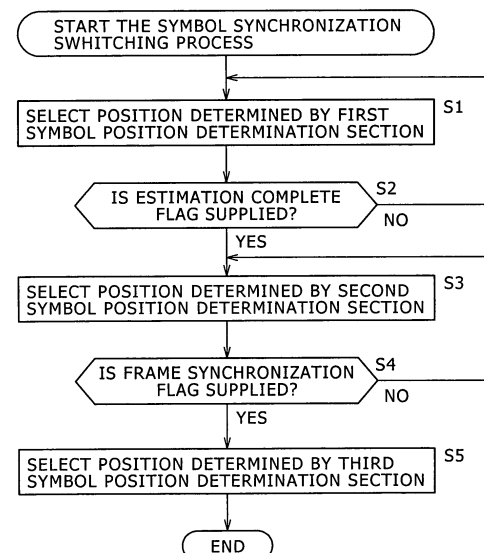 START THE SYMBOL SYNCHRONIZATION
SWHITCHING PROCESS
SELECT POSITION DETERMINED BY FIRST
SYMBOL POSITION DETERMINATION SECTION
S1
IS ESTIMATION COMPLETE
FLAG SUPPLIED?
S2
NO
YES
SELECT POSITION DETERMINED BY SECOND
SYMBOL POSITION DETERMINATION SECTION
S3
IS FRAME SYNCHRONIZATION
FLAG SUPPLIED?
S4
NO
YES
SELECT POSITION DETERMINED BY THIRD
SYMBOL POSITION DETERMINATION SECTION
S5
END